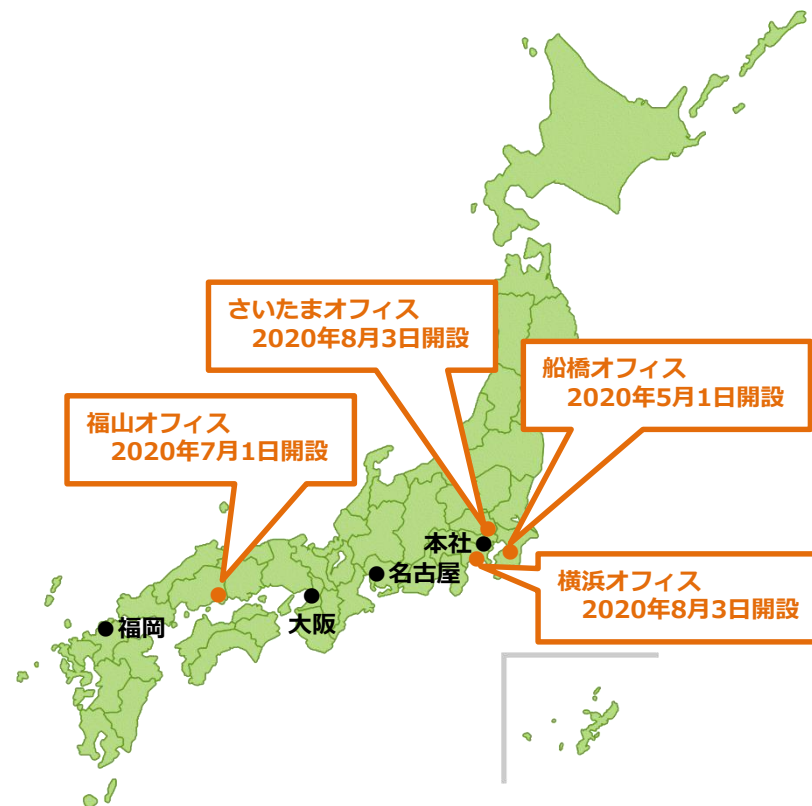 さいたまオフィス
2020年8月3日開設
船橋オフィス
2020年5月1日開設
福山オフィス
2020年7月1日開設
本社
名古屋
横浜オフィス
2020年8月3日開設
大阪
福岡